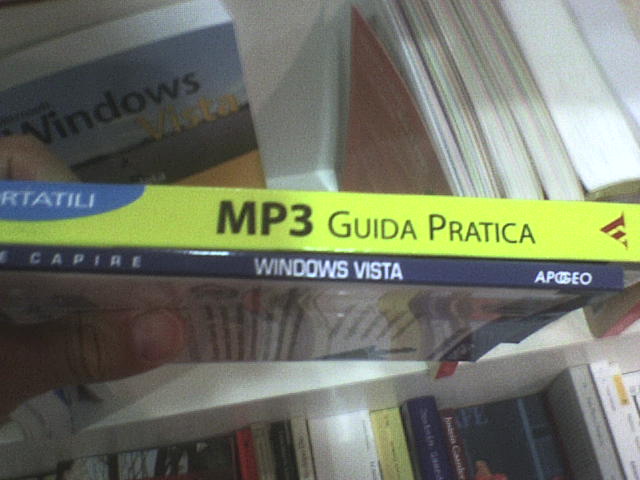 Windows
Vista
RTATILI
MP3 GUIDA PRATICA
E CAPIRE
WINDOWS VISTA
APOGEO